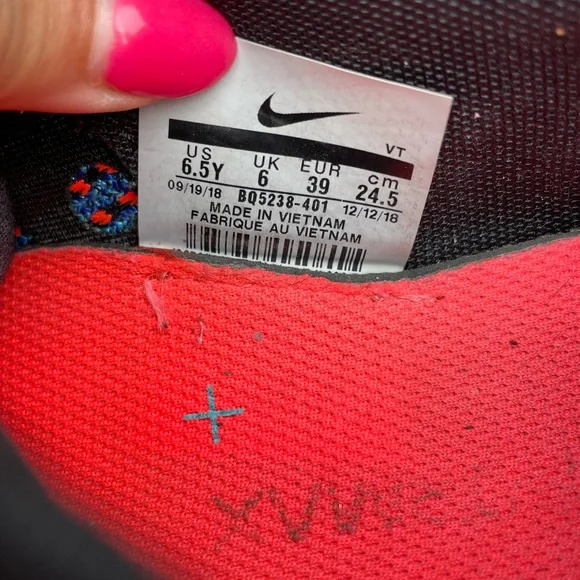 VT
US UK EUR cm
6.5Y 6 39 24.5
09/19/18 BQ5238-401 12/12/18
MADE IN VIETNAM
FABRIQUE AU VIETNAM